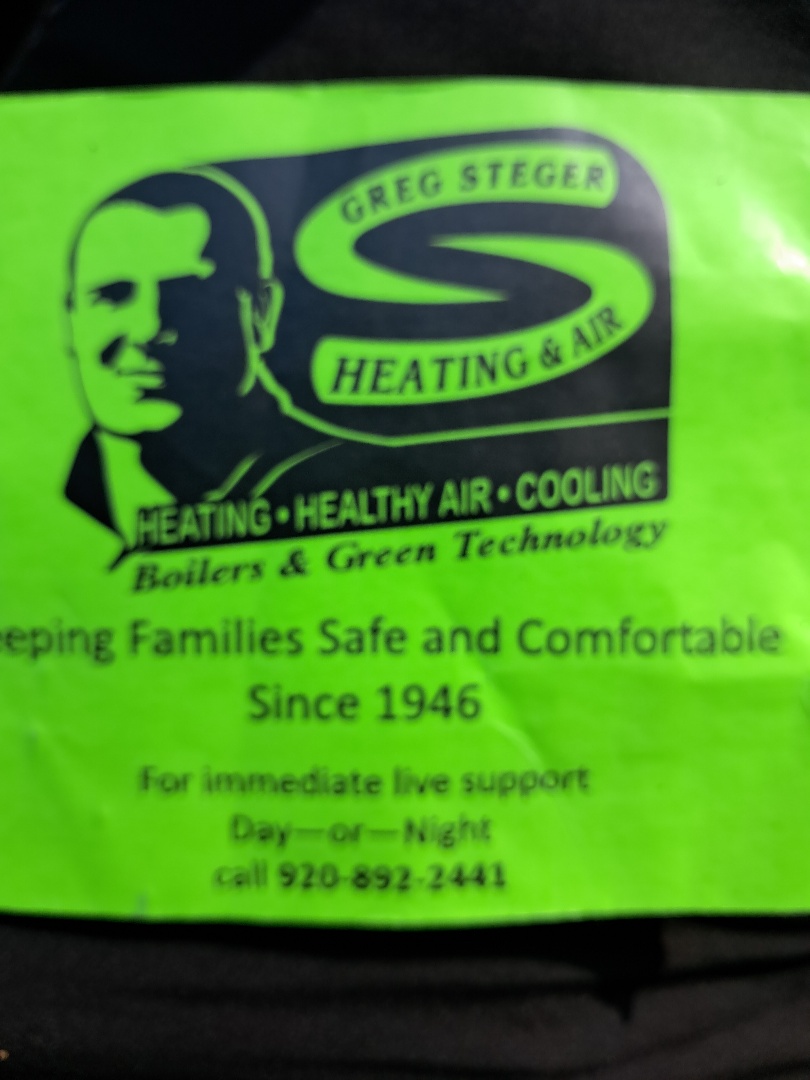 GREG STEGER
HEATING & AIR
HEATING • HEALTHY AIR • COOLING
Boilers & Green Technology
eeping Families Safe and Comfortable
Since 1946
For immediate live support
Day—or—Night
call 920-892-2441